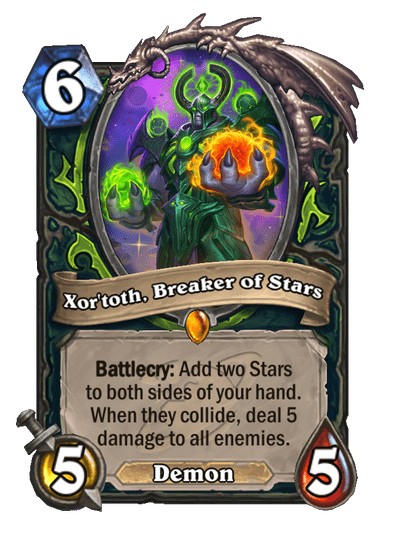 6
Xor'toth, Breaker of Stars
Battlecry: Add two Stars
to both sides of your hand.
When they collide, deal 5
damage to all enemies.
5
Demon
5